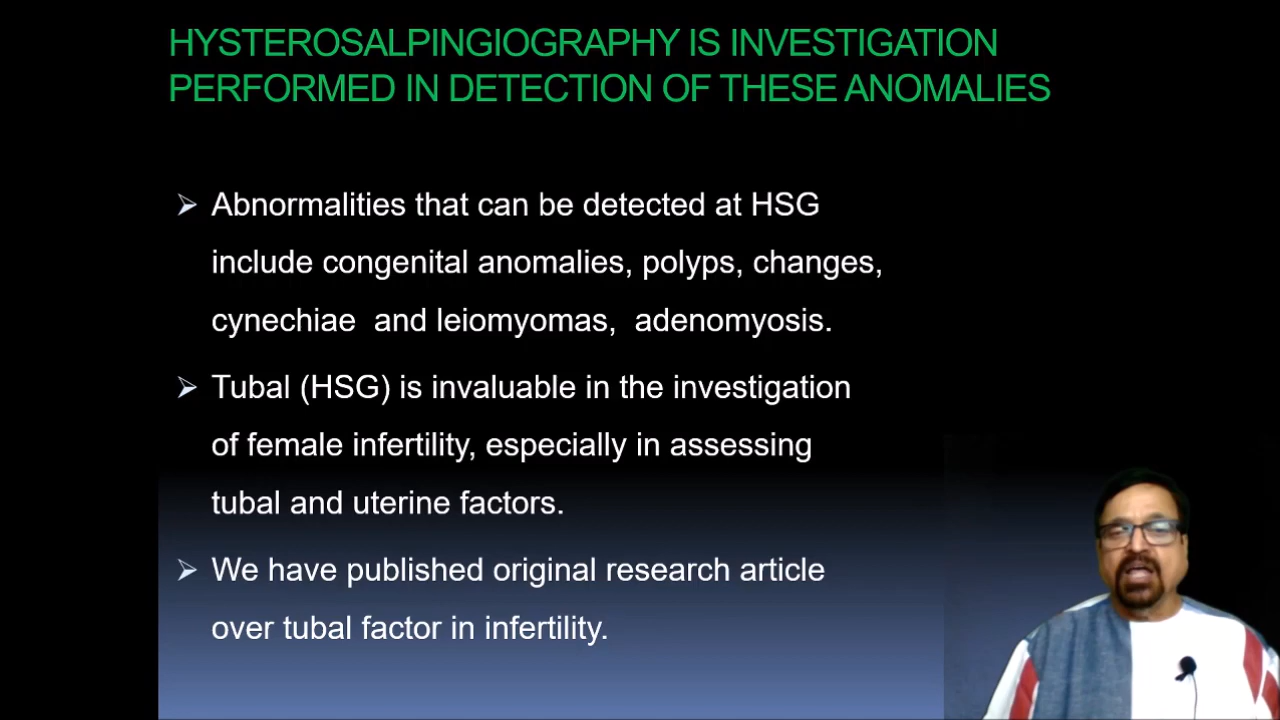 HYSTEROSALPINGIOGRAPHY IS INVESTIGATION
PERFORMED IN DETECTION OF THESE ANOMALIES
Abnormalities that can be detected at HSG
include congenital anomalies, polyps, changes,
cynechiae and leiomyomas, adenomyosis.
Tubal (HSG) is invaluable in the investigation
of female infertility, especially in assessing
tubal and uterine factors.
We have published original research article
over tubal factor in infertility.